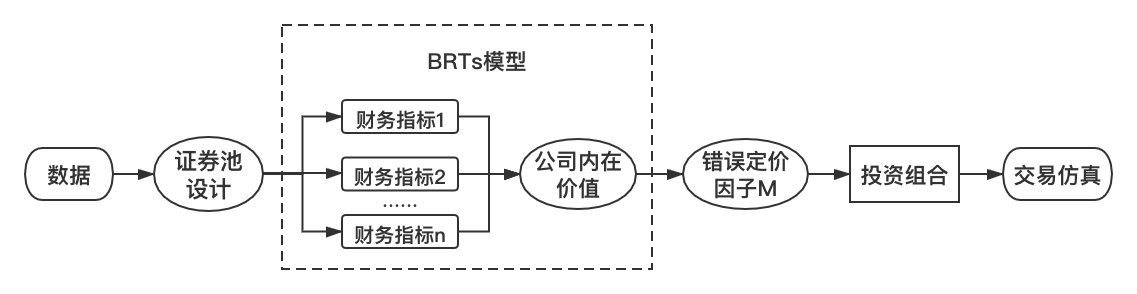 BRTs模型
数据
证券池
设计
财务指标1
财务指标2
……
财务指标n
公司内在
价值
错误定价
因子M
投资组合
交易仿真